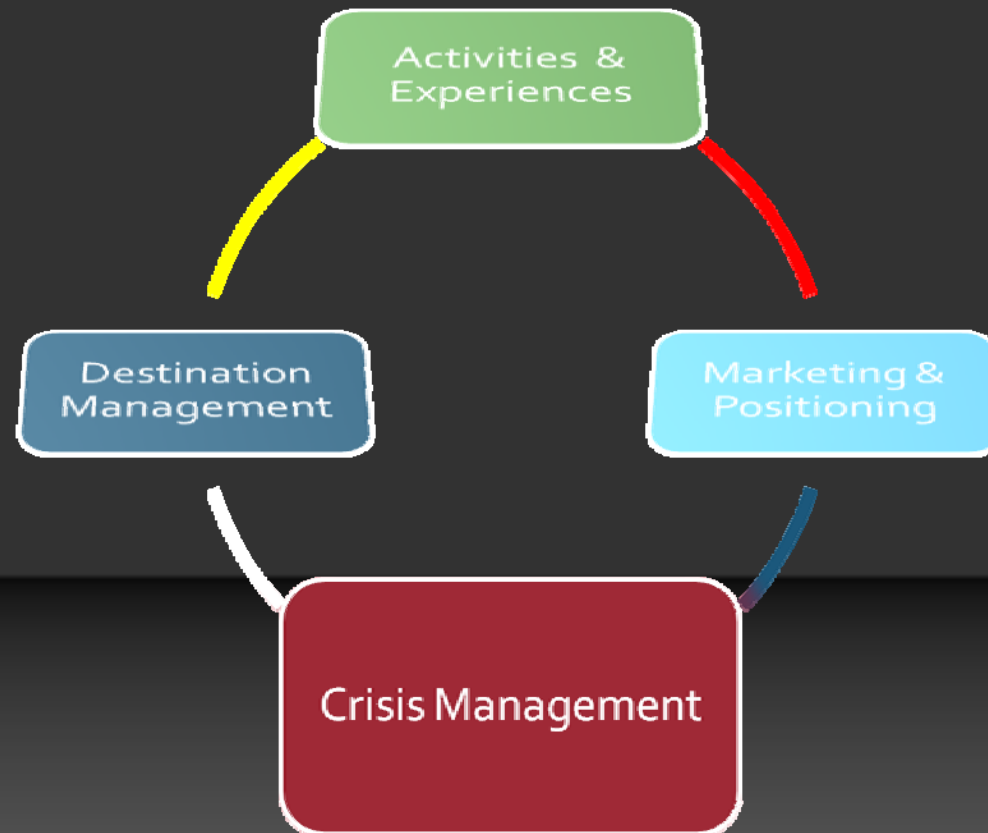 Activities &
Experiences
Destination
Management
Marketing &
Positioning
Crisis Management